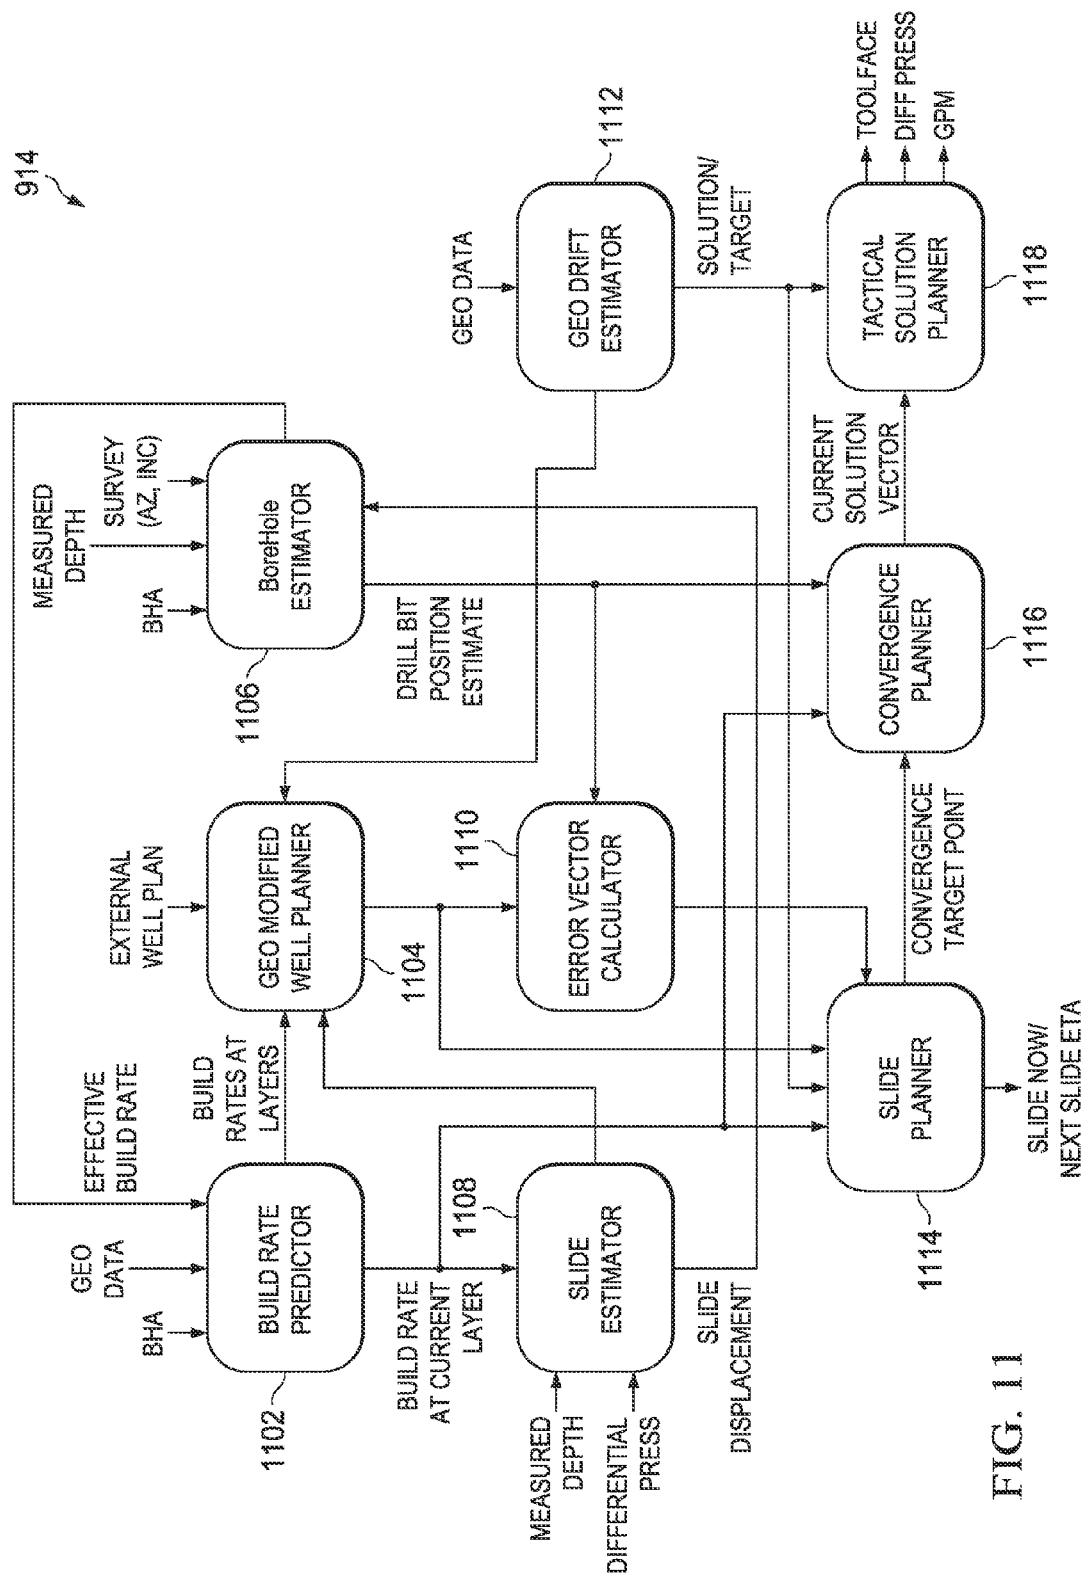 914
EFFECTIVE
BUILD RATE
BHA
GEO
DATA
BUILD RATE
PREDICTOR
1102
BUILD
RATES AT
LAYERS
EXTERNAL
WELL PLAN
GEO MODIFIED
WELL PLANNER
1104
BHA
MEASURED
DEPTH
SURVEY
(AZ, INC)
BoreHole
ESTIMATOR
1106
BUILD RATE
AT CURRENT
LAYER
DRILL BIT
POSITION
ESTIMATE
GEO DATA
MEASURED
DEPTH
DIFFERENTIAL
PRESS
SLIDE
ESTIMATOR
1108
ERROR VECTOR
CALCULATOR
1110
GEO DRIFT
ESTIMATOR
1112
SLIDE
DISPLACEMENT
SOLUTION/
TARGET
SLIDE
PLANNER
1114
CONVERGENCE
TARGET POINT
CONVERGENCE
PLANNER
1116
CURRENT
SOLUTION
VECTOR
TACTICAL
SOLUTION
PLANNER
1118
TOOLFACE
DIFF PRESS
GPM
SLIDE NOW/
NEXT SLIDE ETA
FIG. 11